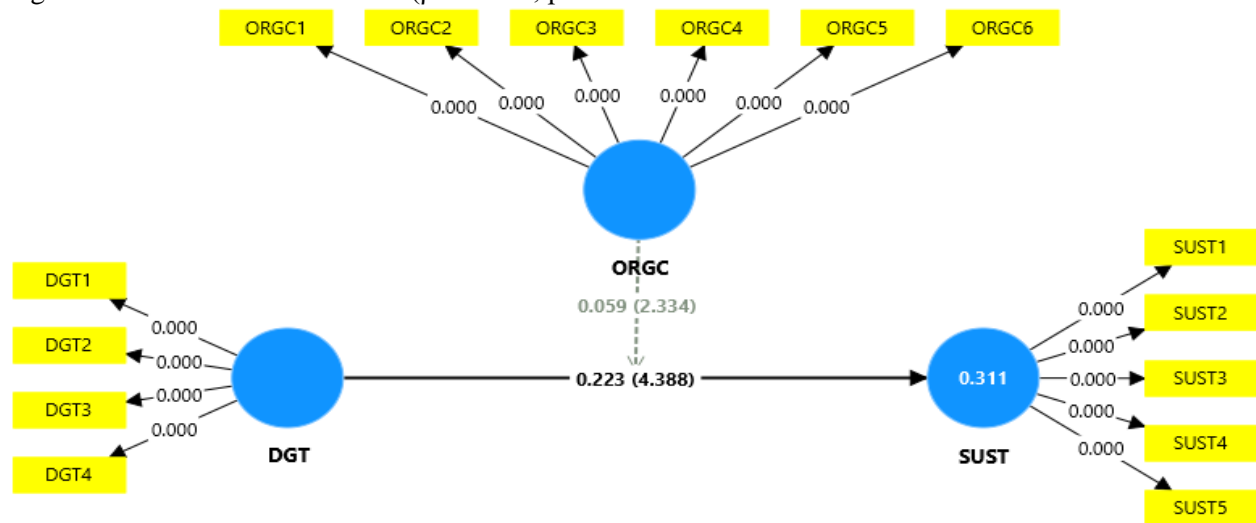 ORGC1 ORGC2 ORGC3 ORGC4 ORGC5 ORGC6
0.000 0.000 0.000 0.000 0.000 0.000
ORGC
0.059 (2.334)
DGT1
DGT2
DGT3
DGT4
0.000
0.000
0.000
0.000
DGT
0.223 (4.388)
0.311
SUST
0.000
0.000
0.000
0.000
0.000
SUST1
SUST2
SUST3
SUST4
SUST5